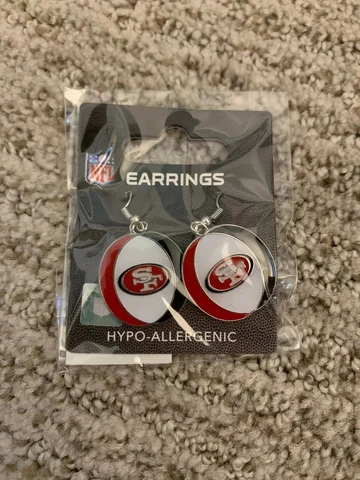 NFL
EARRINGS
SF
SF
HYPO-ALLERGENIC